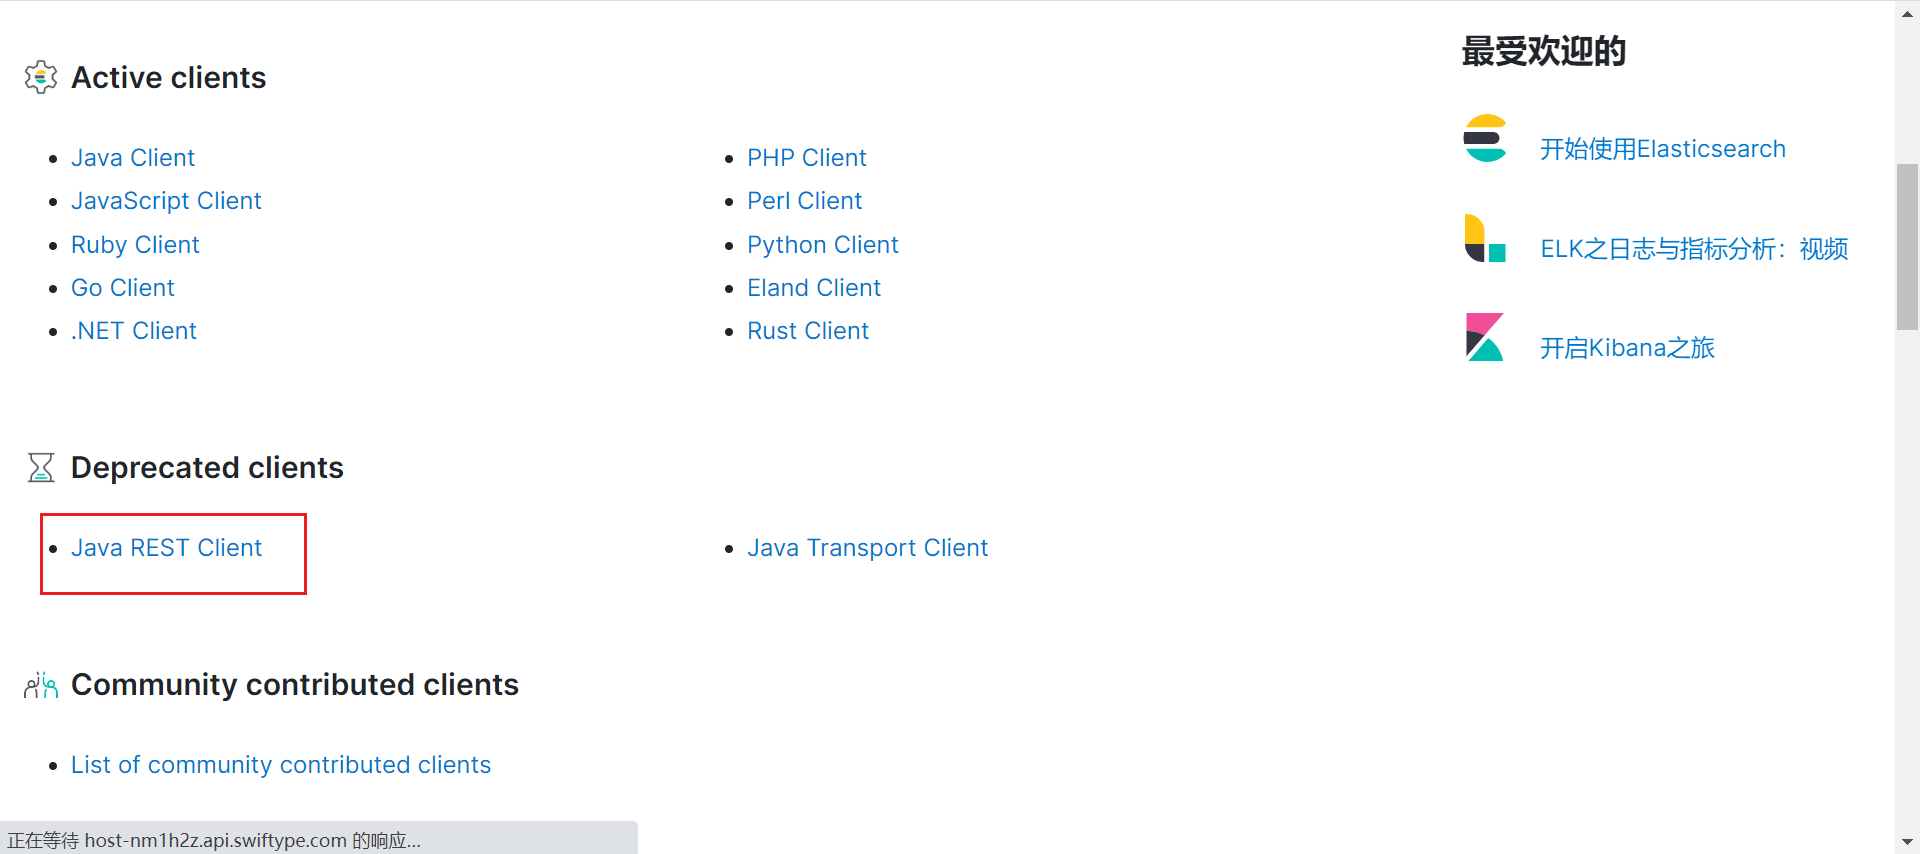 Active clients
Java Client
JavaScript Client
Ruby Client
Go Client
.NET Client
PHP Client
Perl Client
Python Client
Eland Client
Rust Client
Deprecated clients
Java REST Client
Java Transport Client
Community contributed clients
List of community contributed clients
最受欢迎的
开始使用Elasticsearch
ELK之日志与指标分析：视频
开启Kibana之旅
正在等待 host-nm1h2z.api.swiftype.com 的响应...